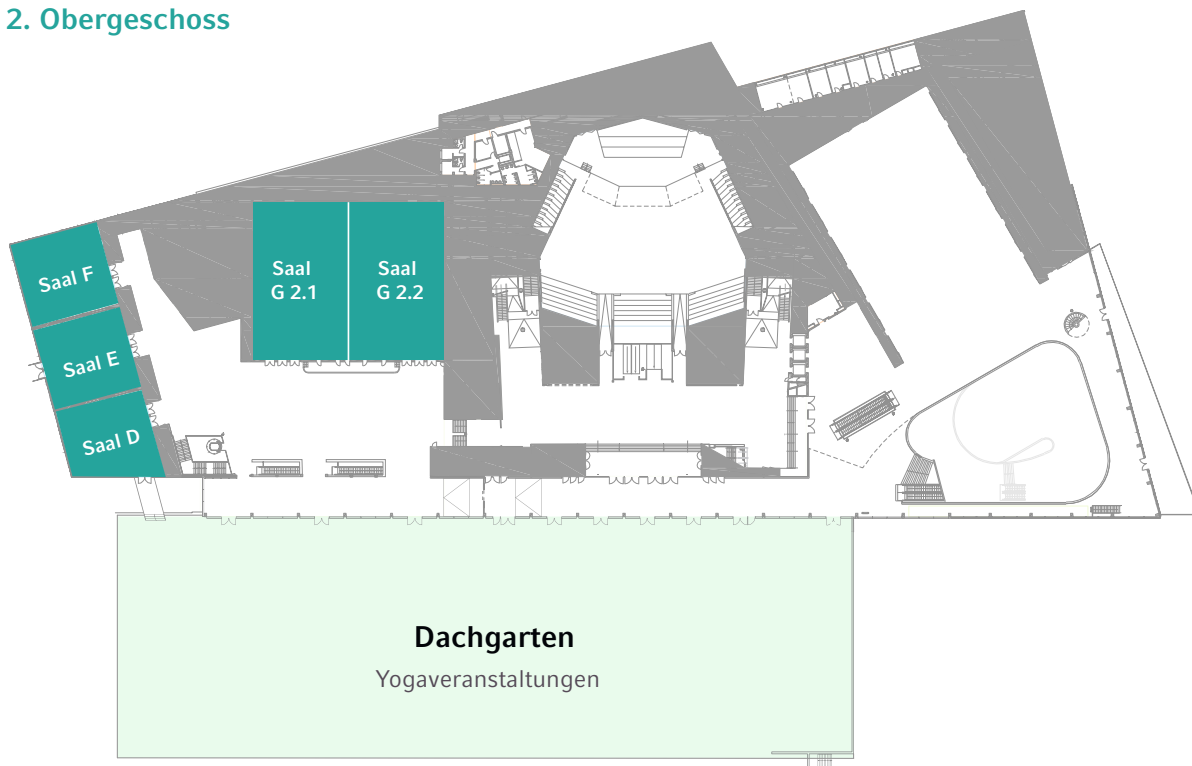 2. Obergeschoss
Saal F
Saal E
Saal D
Saal
G 2.1
Saal
G 2.2
Dachgarten
Yogaveranstaltungen